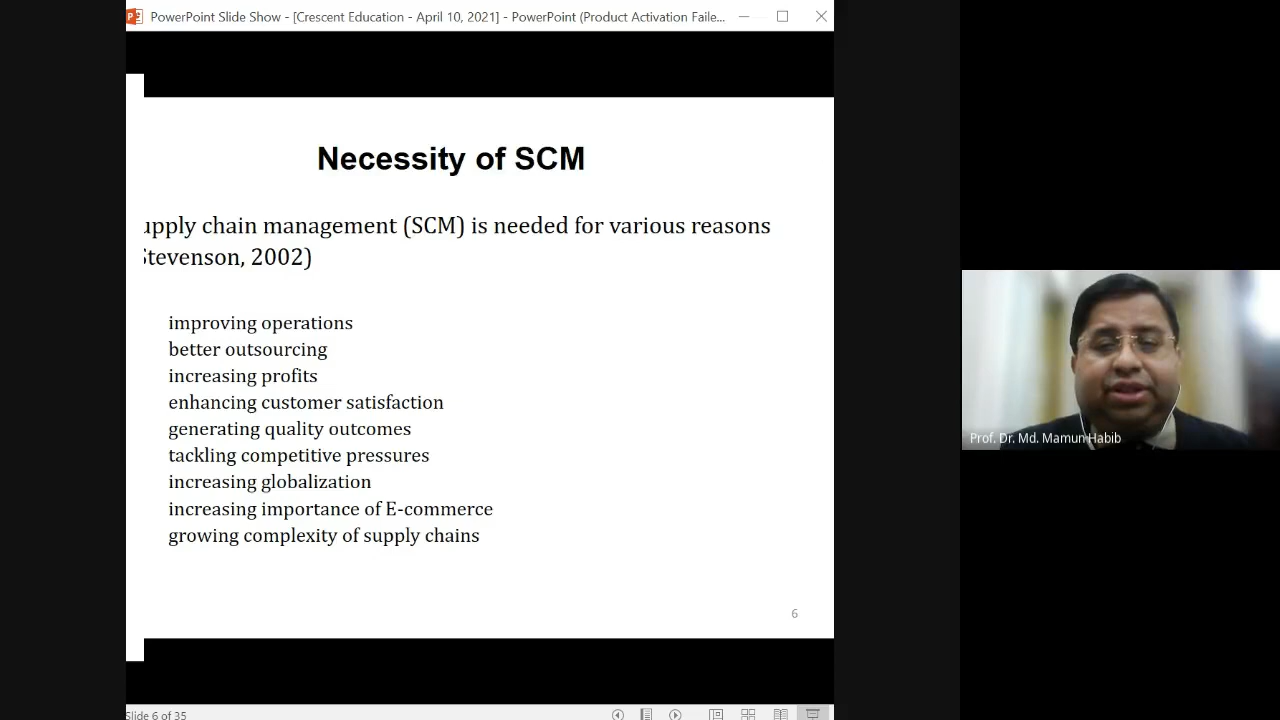 PowerPoint Slide Show - [Crescent Education - April 10, 2021] - PowerPoint (Product Activation Faile...
Necessity of SCM
upply chain management (SCM) is needed for various reasons
Stevenson, 2002)
improving operations
better outsourcing
increasing profits
enhancing customer satisfaction
generating quality outcomes
tackling competitive pressures
increasing globalization
increasing importance of E-commerce
growing complexity of supply chains
6
Prof. Dr. Md. Mamun Habib
Slide 6 of 35